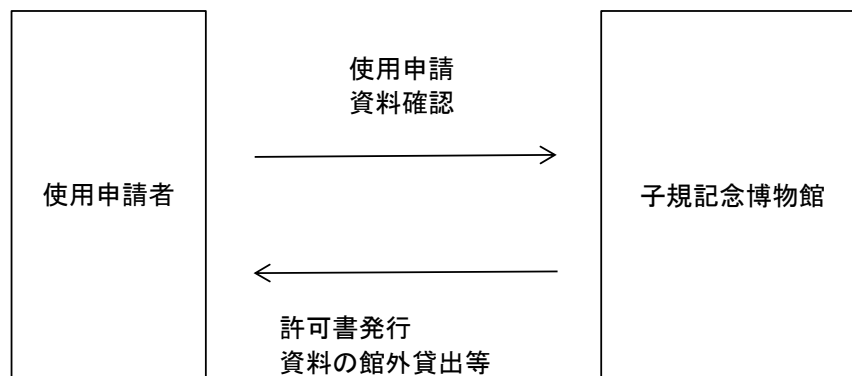 使用申請
資料確認
使用申請者
子規記念博物館
許可書発行
資料の館外貸出等